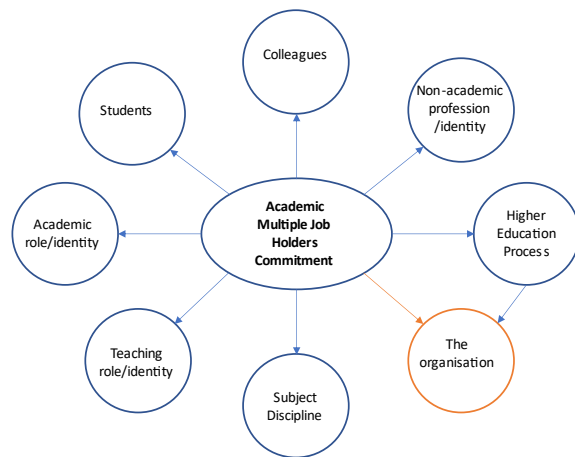 Colleagues
Students
Non-academic
profession
/identity
Academic
Multiple Job
Holders
Commitment
Academic
role/identity
Higher
Education
Process
Teaching
role/identity
The
organisation
Subject
Discipline